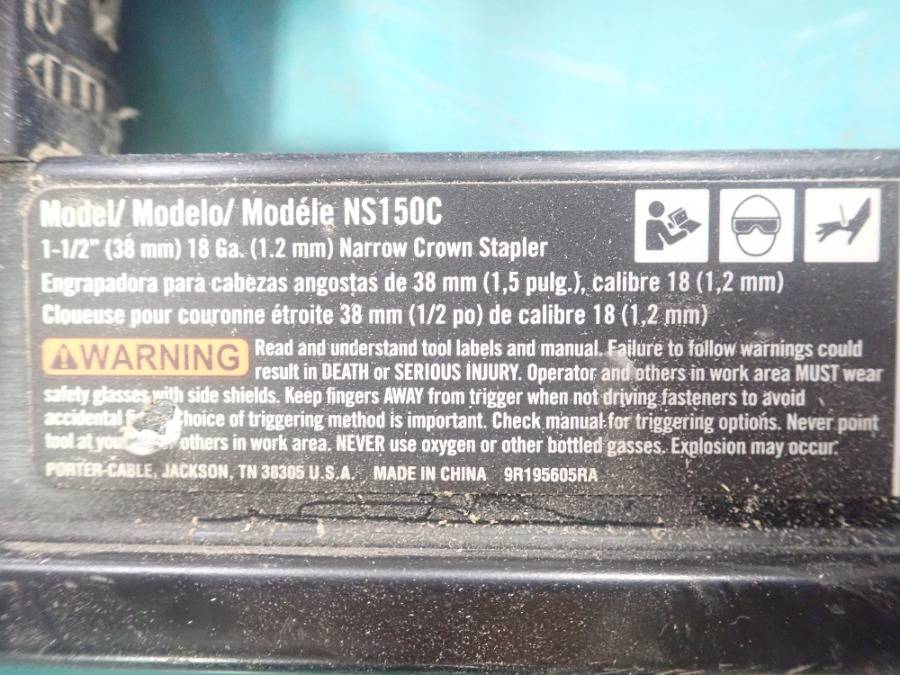 Model/ Modelo/ Modéle NS150C
1-1/2" (38 mm) 18 Ga. (1.2 mm) Narrow Crown Stapler
Engrapadora para cabezas angostas de 38 mm (1,5 pulg.), calibre 18 (1,2 mm)
Cloueuse pour couronne étroite 38 mm (1/2 po) de calibre 18 (1,2 mm)
WARNING Read and understand tool labels and manual. Failure to follow warnings could
result in DEATH or SERIOUS INJURY. Operator and others in work area MUST wear
safety glasses with side shields. Keep fingers AWAY from trigger when not driving fasteners to avoid
accidental Choice of triggering method is important. Check manual for triggering options. Never point
tool at others in work area. NEVER use oxygen or other bottled gasses. Explosion may occur.
PORTER-CABLE, JACKSON, TN 38305 U.S.A. MADE IN CHINA 9R195605RA